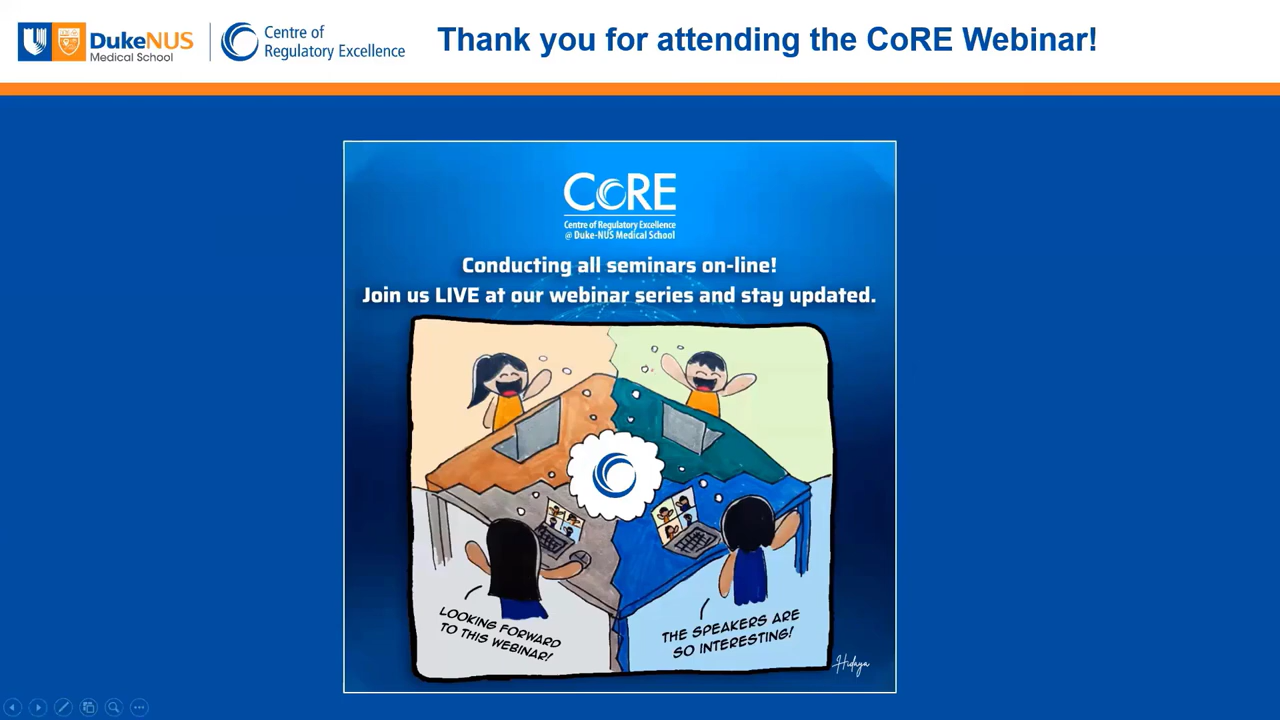 DukeNUS
Medical School
Centre of
Regulatory Excellence
Thank you for attending the CoRE Webinar!
CoRE
Centre of Regulatory Excellence
@ Duke-NUS Medical School
Conducting all seminars on-line!
Join us LIVE at our webinar series and stay updated.
LOOKING FORWARD
TO THIS WEBINAR!
THE SPEAKERS ARE
SO INTERESTING!
Hidaya